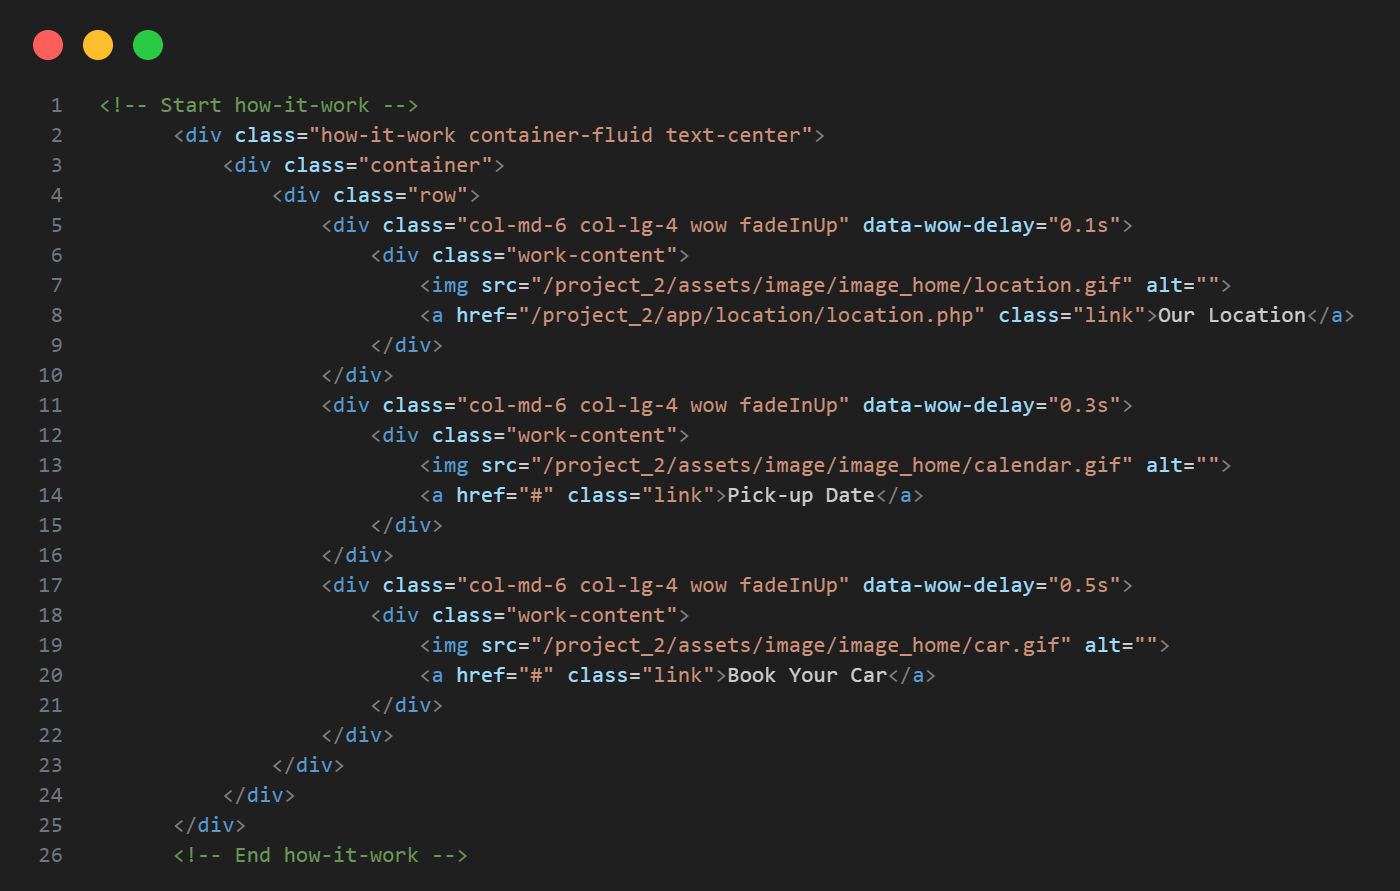 1 <!-- Start how-it-work -->
2 <div class="how-it-work container-fluid text-center">
3 <div class="container">
4 <div class="row">
5 <div class="col-md-6 col-lg-4 wow fadeInUp" data-wow-delay="0.1s">
6 <div class="work-content">
7 <img src="/project_2/assets/image/image_home/location.gif" alt="">
8 <a href="/project_2/app/location/location.php" class="link">Our Location</a>
9 </div>
10 </div>
11 <div class="col-md-6 col-lg-4 wow fadeInUp" data-wow-delay="0.3s">
12 <div class="work-content">
13 <img src="/project_2/assets/image/image_home/calendar.gif" alt="">
14 <a href="#" class="link">Pick-up Date</a>
15 </div>
16 </div>
17 <div class="col-md-6 col-lg-4 wow fadeInUp" data-wow-delay="0.5s">
18 <div class="work-content">
19 <img src="/project_2/assets/image/image_home/car.gif" alt="">
20 <a href="#" class="link">Book Your Car</a>
21 </div>
22 </div>
23 </div>
24 </div>
25 </div>
26 <!-- End how-it-work -->